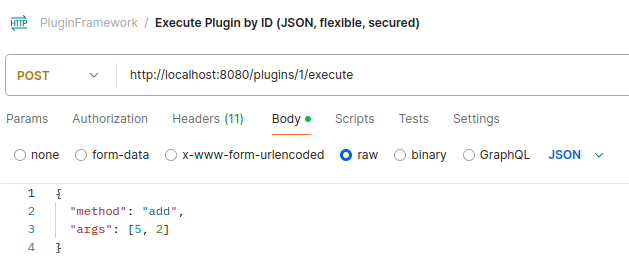 HTTP PluginFramework / Execute Plugin by ID (JSON, flexible, secured)
POST http://localhost:8080/plugins/1/execute
Params Authorization Headers (11) Body Scripts Tests Settings
none form-data x-www-form-urlencoded raw binary GraphQL JSON
1 {
2 "method": "add",
3 "args": [5, 2]
4 }